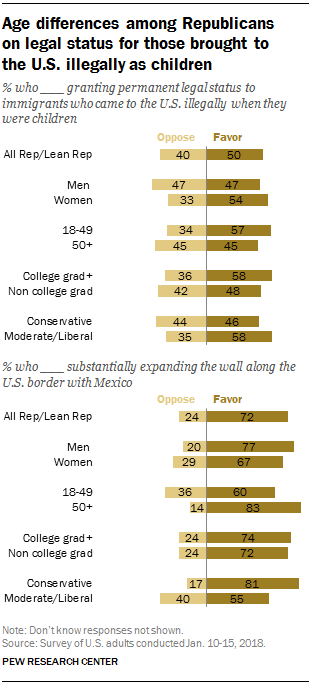 Age differences among Republicans
on legal status for those brought to
the U.S. illegally as children
% who ___ granting permanent legal status to
immigrants who came to the U.S. illegally when they
were children
Oppose Favor
All Rep/Lean Rep 40 50
Men 47 47
Women 33 54
18-49 34 57
50+ 45 45
College grad+ 36 58
Non college grad 42 48
Conservative 44 46
Moderate/Liberal 35 58
% who ___ substantially expanding the wall along the
U.S. border with Mexico
Oppose Favor
All Rep/Lean Rep 24 72
Men 20 77
Women 29 67
18-49 36 60
50+ 14 83
College grad+ 24 74
Non college grad 24 72
Conservative 17 81
Moderate/Liberal 40 55
Note: Don't know responses not shown.
Source: Survey of U.S. adults conducted Jan. 10-15, 2018.
PEW RESEARCH CENTER